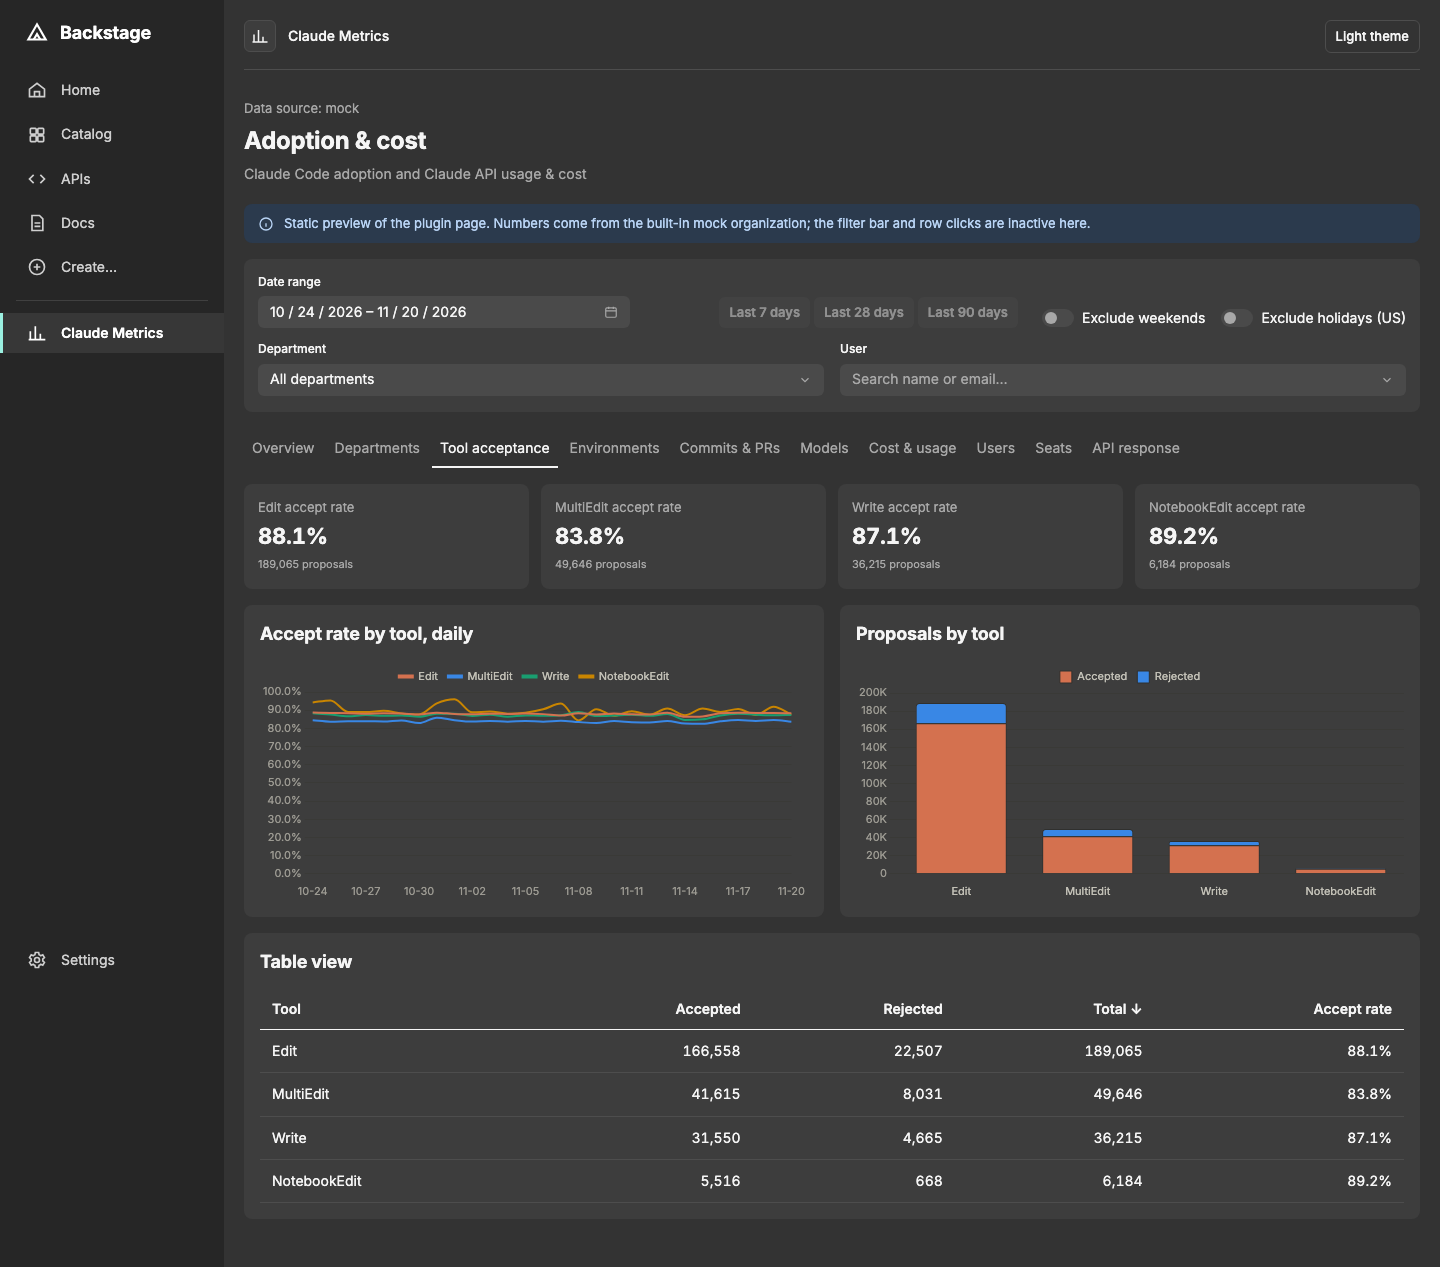 Backstage
Home
Catalog
APIs
Docs
Create...
Claude Metrics
Settings
Claude Metrics
Light theme
Data source: mock
Adoption & cost
Claude Code adoption and Claude API usage & cost
Static preview of the plugin page. Numbers come from the built-in mock organization; the filter bar and row clicks are inactive here.
Date range
10 / 24 / 2026 – 11 / 20 / 2026
Last 7 days
Last 28 days
Last 90 days
Exclude weekends
Exclude holidays (US)
Department
All departments
User
Search name or email...
Overview
Departments
Tool acceptance
Environments
Commits & PRs
Models
Cost & usage
Users
Seats
API response
Edit accept rate
88.1%
189,065 proposals
MultiEdit accept rate
83.8%
49,646 proposals
Write accept rate
87.1%
36,215 proposals
NotebookEdit accept rate
89.2%
6,184 proposals
Accept rate by tool, daily
Edit MultiEdit Write NotebookEdit
100.0%
90.0%
80.0%
70.0%
60.0%
50.0%
40.0%
30.0%
20.0%
10.0%
0.0%
10-24 10-27 10-30 11-02 11-05 11-08 11-11 11-14 11-17 11-20
Proposals by tool
Accepted Rejected
200K
180K
160K
140K
120K
100K
80K
60K
40K
20K
0
Edit MultiEdit Write NotebookEdit
Table view
Tool Accepted Rejected Total ↓ Accept rate
Edit 166,558 22,507 189,065 88.1%
MultiEdit 41,615 8,031 49,646 83.8%
Write 31,550 4,665 36,215 87.1%
NotebookEdit 5,516 668 6,184 89.2%